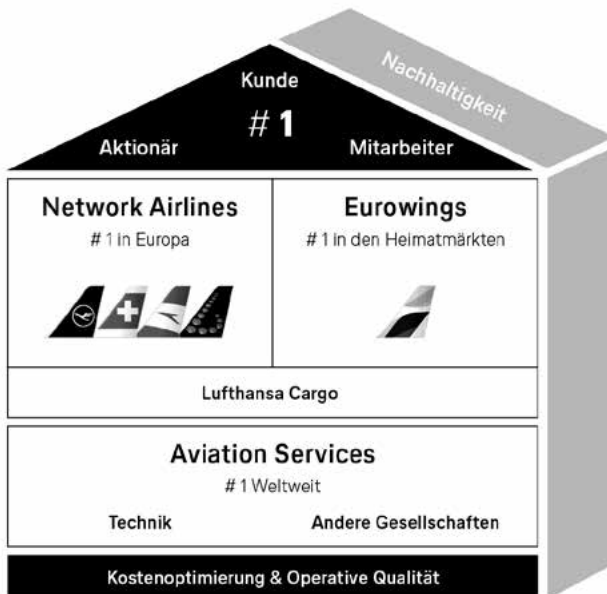 Nachhaltigkeit
Kunde
# 1
Aktionär Mitarbeiter
Network Airlines
# 1 in Europa
Eurowings
# 1 in den Heimatmärkten
Lufthansa Cargo
Aviation Services
# 1 Weltweit
Technik Andere Gesellschaften
Kostenoptimierung & Operative Qualität